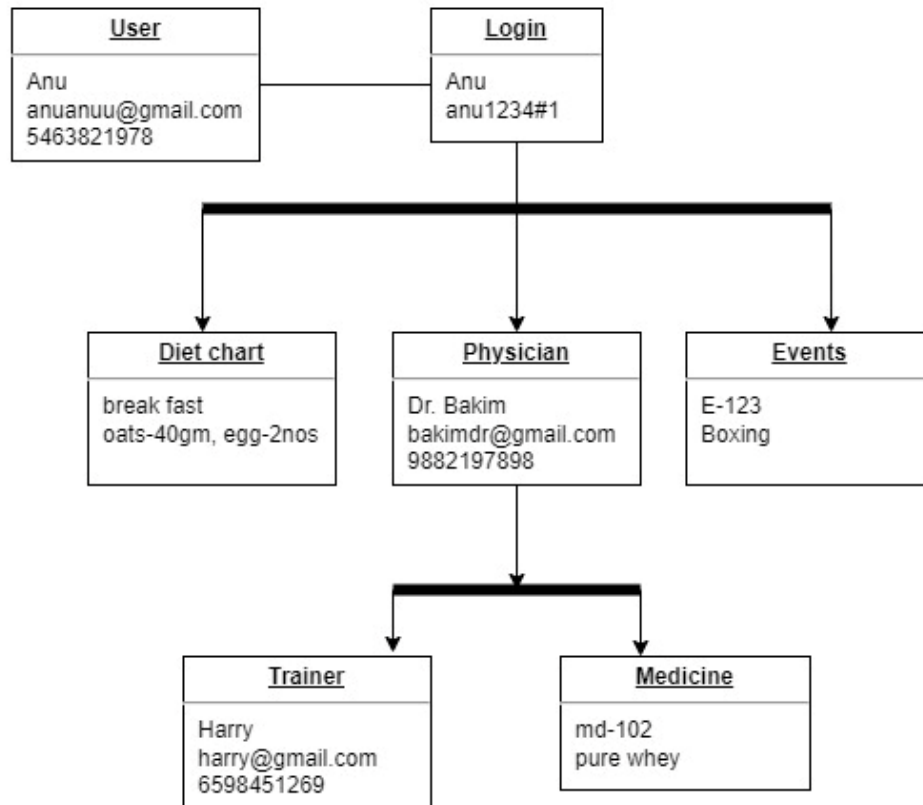 User
Anu
anuanuu@gmail.com
5463821978
Login
Anu
anu1234#1
Diet chart
break fast
oats-40gm, egg-2nos
Physician
Dr. Bakim
bakimdr@gmail.com
9882197898
Events
E-123
Boxing
Trainer
Harry
harry@gmail.com
6598451269
Medicine
md-102
pure whey